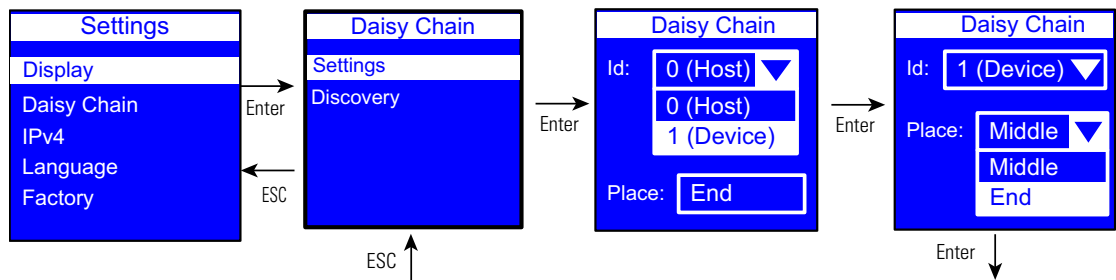 Settings
Display
Daisy Chain
IPv4
Language
Factory
Enter
ESC
Daisy Chain
Settings
Discovery
ESC
Enter
Daisy Chain
Id: 0 (Host)
0 (Host)
1 (Device)
Place: End
Enter
Daisy Chain
Id: 1 (Device)
Place: Middle
Middle
End
Enter